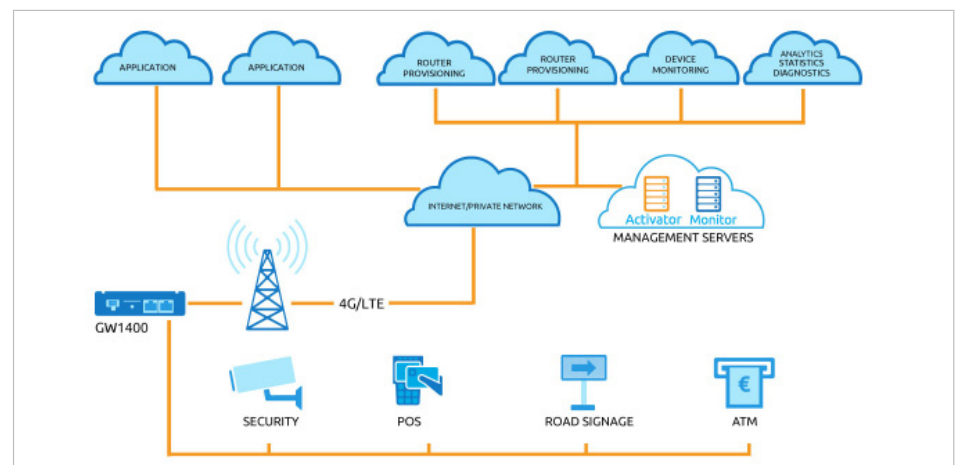 APPLICATION
APPLICATION
ROUTER
PROVISIONING
ROUTER
PROVISIONING
DEVICE
MONITORING
ANALYTICS
STATISTICS
DIAGNOSTICS
INTERNET/PRIVATE NETWORK
Activator Monitor
MANAGEMENT SERVERS
4G/LTE
GW1400
€
SECURITY
POS
ROAD SIGNAGE
ATM